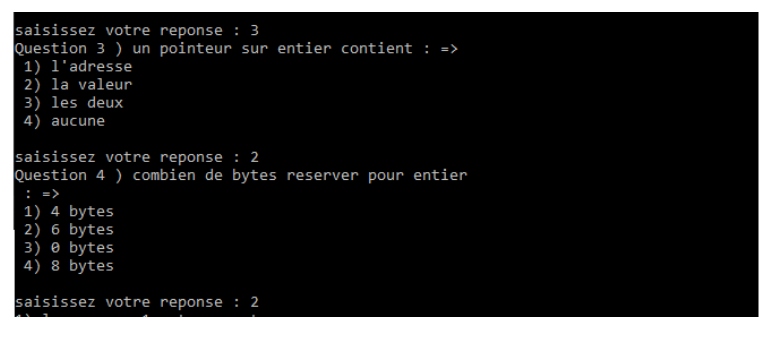 saisissez votre reponse : 3
Question 3 ) un pointeur sur entier contient : =>
1) l'adresse
2) la valeur
3) les deux
4) aucune
saisissez votre reponse : 2
Question 4 ) combien de bytes reserver pour entier
: =>
1) 4 bytes
2) 6 bytes
3) 0 bytes
4) 8 bytes
saisissez votre reponse : 2